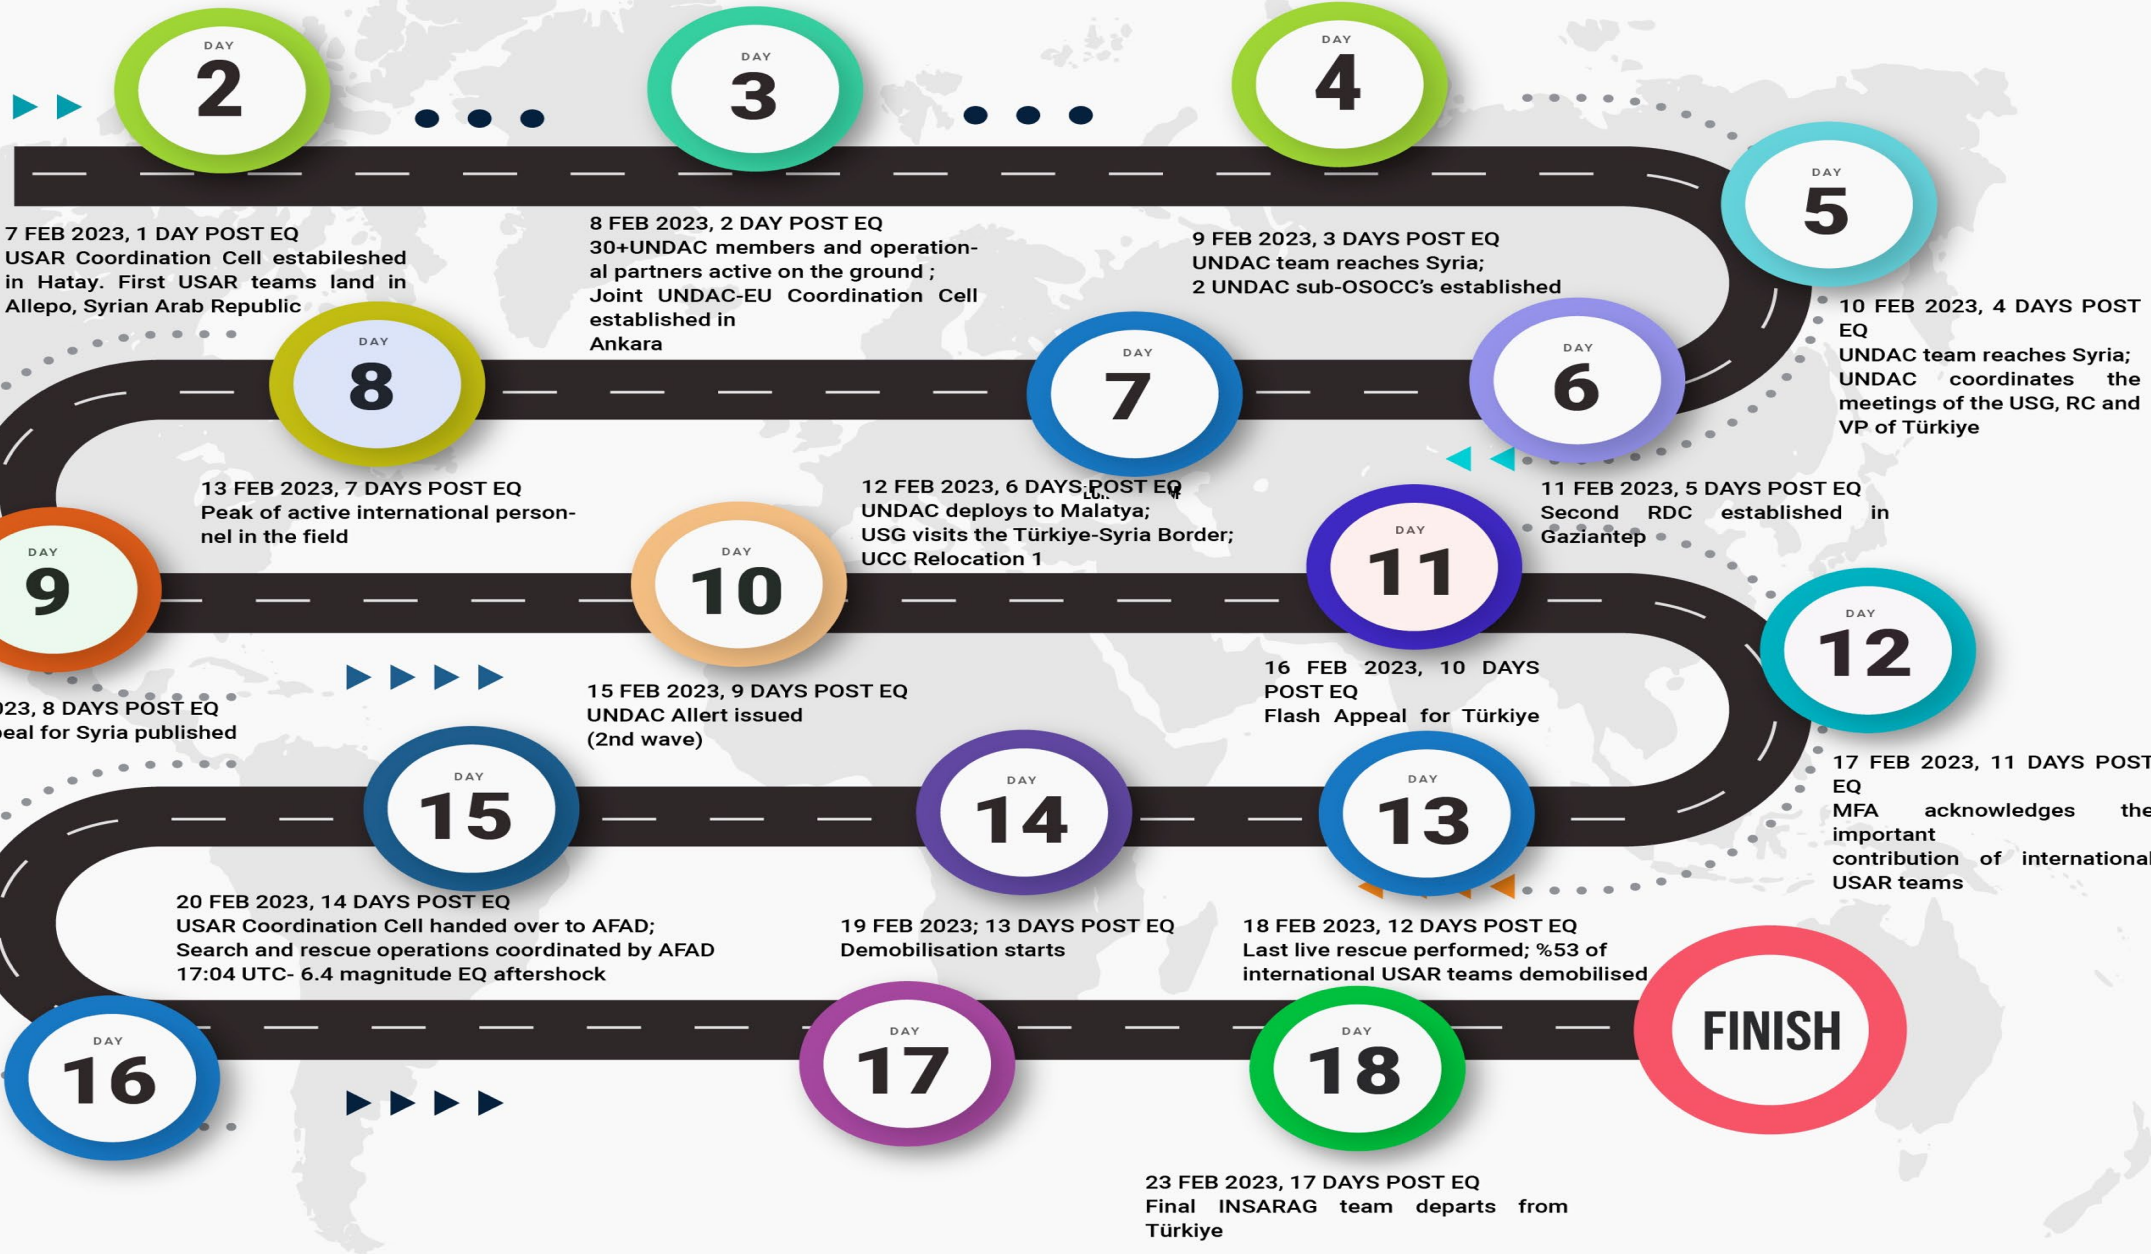 DAY
2
DAY
3
DAY
4
DAY
5
7 FEB 2023, 1 DAY POST EQ
USAR Coordination Cell estabileshed
in Hatay. First USAR teams land in
Allepo, Syrian Arab Republic
8 FEB 2023, 2 DAY POST EQ
30+UNDAC members and operation-
al partners active on the ground ;
Joint UNDAC-EU Coordination Cell
established in
Ankara
9 FEB 2023, 3 DAYS POST EQ
UNDAC team reaches Syria;
2 UNDAC sub-OSOCC’s established
10 FEB 2023, 4 DAYS POST
EQ
UNDAC team reaches Syria;
UNDAC coordinates the
meetings of the USG, RC and
VP of Türkiye
DAY
6
11 FEB 2023, 5 DAYS POST EQ
Second RDC established in
Gaziantep
DAY
7
12 FEB 2023, 6 DAYS POST EQ
UNDAC deploys to Malatya;
USG visits the Türkiye-Syria Border;
UCC Relocation 1
DAY
8
13 FEB 2023, 7 DAYS POST EQ
Peak of active international person-
nel in the field
DAY
9
23, 8 DAYS POST EQ
eal for Syria published
DAY
10
15 FEB 2023, 9 DAYS POST EQ
UNDAC Allert issued
(2nd wave)
DAY
11
16 FEB 2023, 10 DAYS
POST EQ
Flash Appeal for Türkiye
DAY
12
17 FEB 2023, 11 DAYS POST
EQ
MFA acknowledges the
important
contribution of international
USAR teams
DAY
13
18 FEB 2023, 12 DAYS POST EQ
Last live rescue performed; %53 of
international USAR teams demobilised
DAY
14
19 FEB 2023; 13 DAYS POST EQ
Demobilisation starts
DAY
15
20 FEB 2023, 14 DAYS POST EQ
USAR Coordination Cell handed over to AFAD;
Search and rescue operations coordinated by AFAD
17:04 UTC- 6.4 magnitude EQ aftershock
DAY
16
DAY
17
DAY
18
23 FEB 2023, 17 DAYS POST EQ
Final INSARAG team departs from
Türkiye
FINISH